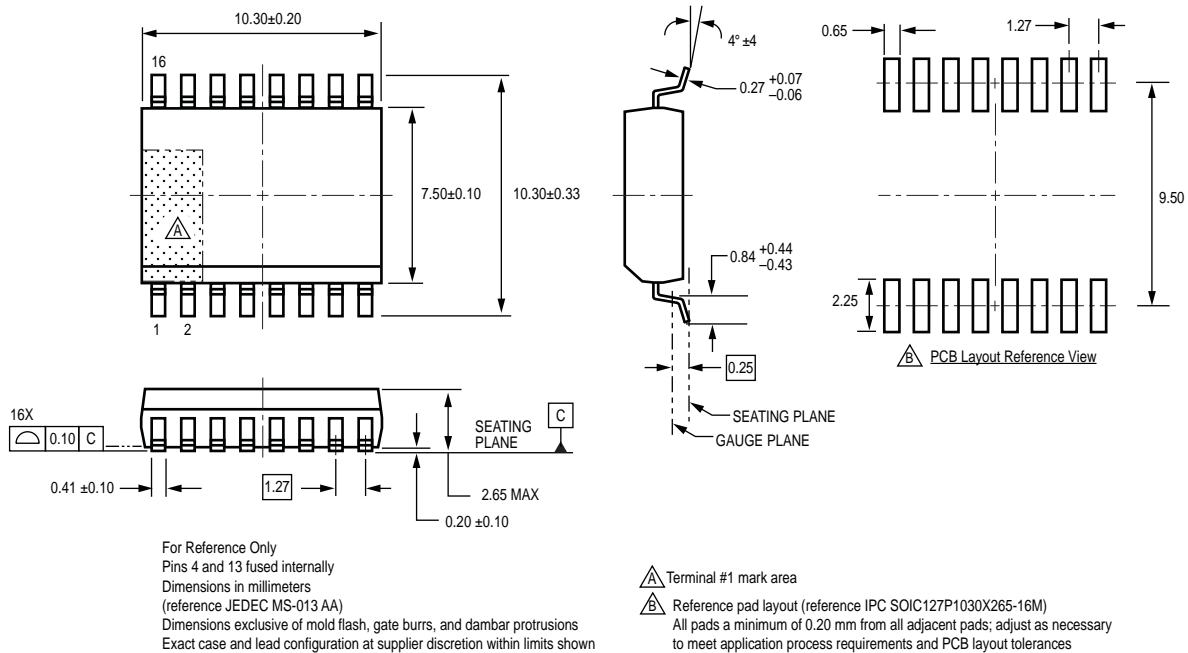 10.30±0.20
16
A
1 2
7.50±0.10
10.30±0.33
4° ±4
0.27 +0.07
–0.06
0.84 +0.44
–0.43
0.25
SEATING PLANE
GAUGE PLANE
0.65
1.27
9.50
2.25
B PCB Layout Reference View
16X
0.10 C
0.41 ±0.10
1.27
SEATING
PLANE
C
2.65 MAX
0.20 ±0.10
For Reference Only
Pins 4 and 13 fused internally
Dimensions in millimeters
(reference JEDEC MS-013 AA)
Dimensions exclusive of mold flash, gate burrs, and dambar protrusions
Exact case and lead configuration at supplier discretion within limits shown
A Terminal #1 mark area
B Reference pad layout (reference IPC SOIC127P1030X265-16M)
All pads a minimum of 0.20 mm from all adjacent pads; adjust as necessary
to meet application process requirements and PCB layout tolerances